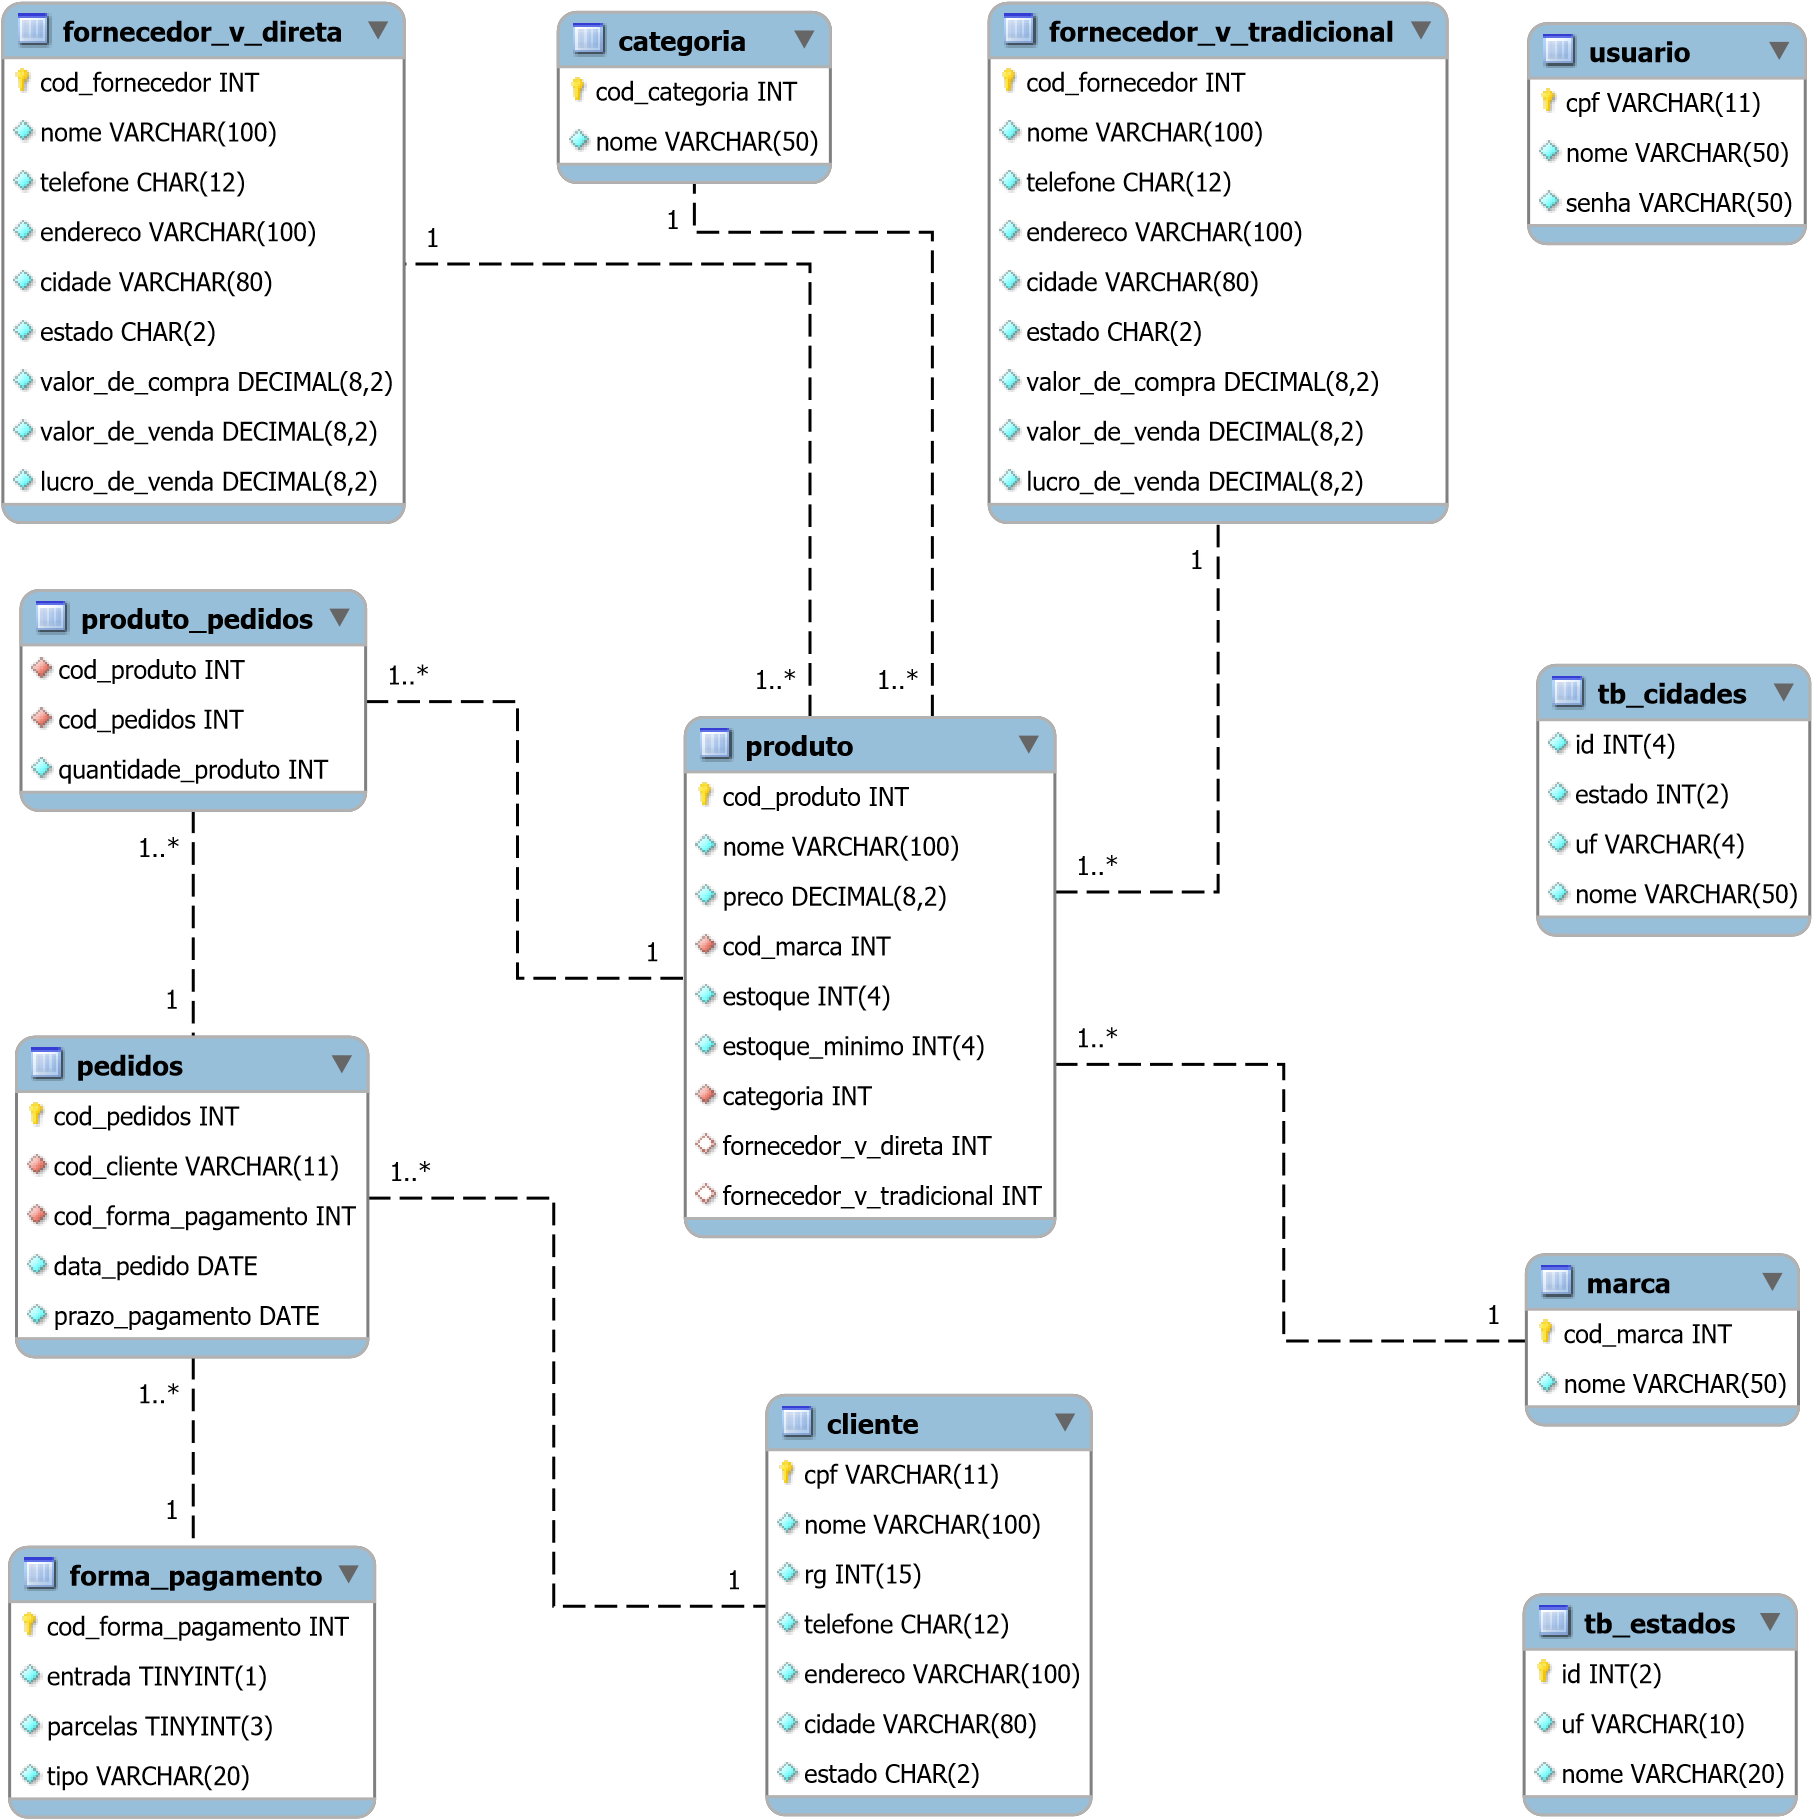 fornecedor_v_direta
cod_fornecedor INT
nome VARCHAR(100)
telefone CHAR(12)
endereco VARCHAR(100)
cidade VARCHAR(80)
estado CHAR(2)
valor_de_compra DECIMAL(8,2)
valor_de_venda DECIMAL(8,2)
lucro_de_venda DECIMAL(8,2)
1
1..*
categoria
cod_categoria INT
nome VARCHAR(50)
1
1..*
fornecedor_v_tradicional
cod_fornecedor INT
nome VARCHAR(100)
telefone CHAR(12)
endereco VARCHAR(100)
cidade VARCHAR(80)
estado CHAR(2)
valor_de_compra DECIMAL(8,2)
valor_de_venda DECIMAL(8,2)
lucro_de_venda DECIMAL(8,2)
1
1..*
usuario
cpf VARCHAR(11)
nome VARCHAR(50)
senha VARCHAR(50)
produto_pedidos
cod_produto INT
cod_pedidos INT
quantidade_produto INT
1..*
1
1..*
1
produto
cod_produto INT
nome VARCHAR(100)
preco DECIMAL(8,2)
cod_marca INT
estoque INT(4)
estoque_minimo INT(4)
categoria INT
fornecedor_v_direta INT
fornecedor_v_tradicional INT
1..*
1
tb_cidades
id INT(4)
estado INT(2)
uf VARCHAR(4)
nome VARCHAR(50)
pedidos
cod_pedidos INT
cod_cliente VARCHAR(11)
cod_forma_pagamento INT
data_pedido DATE
prazo_pagamento DATE
1..*
1
1..*
1
marca
cod_marca INT
nome VARCHAR(50)
cliente
cpf VARCHAR(11)
nome VARCHAR(100)
rg INT(15)
telefone CHAR(12)
endereco VARCHAR(100)
cidade VARCHAR(80)
estado CHAR(2)
forma_pagamento
cod_forma_pagamento INT
entrada TINYINT(1)
parcelas TINYINT(3)
tipo VARCHAR(20)
tb_estados
id INT(2)
uf VARCHAR(10)
nome VARCHAR(20)